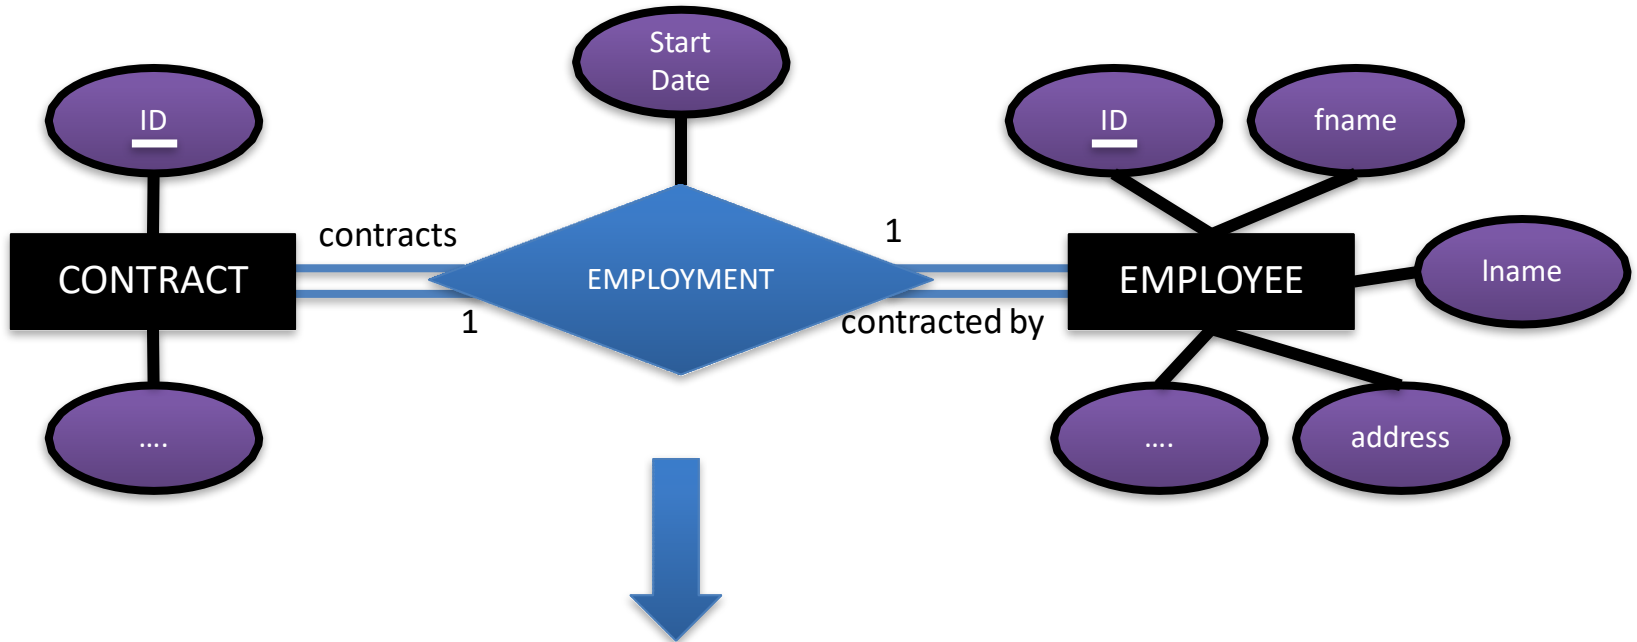 Start
Date
ID
ID
fname
contracts
1
CONTRACT
EMPLOYMENT
EMPLOYEE
lname
1
contracted by
....
....
address